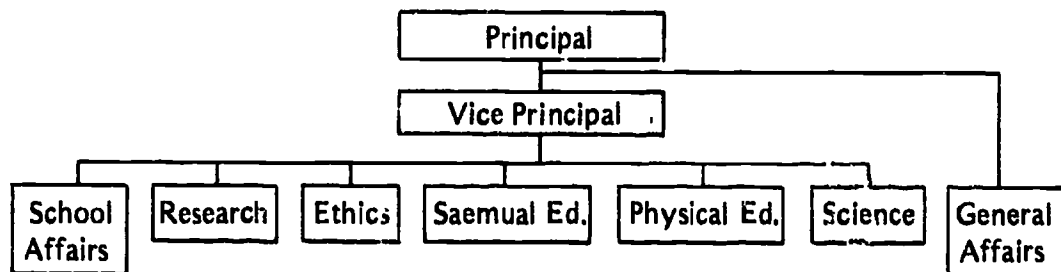 Principal
Vice Principal
School
Affairs
Research
Ethics
Saemual Ed.
Physical Ed.
Science
General
Affairs